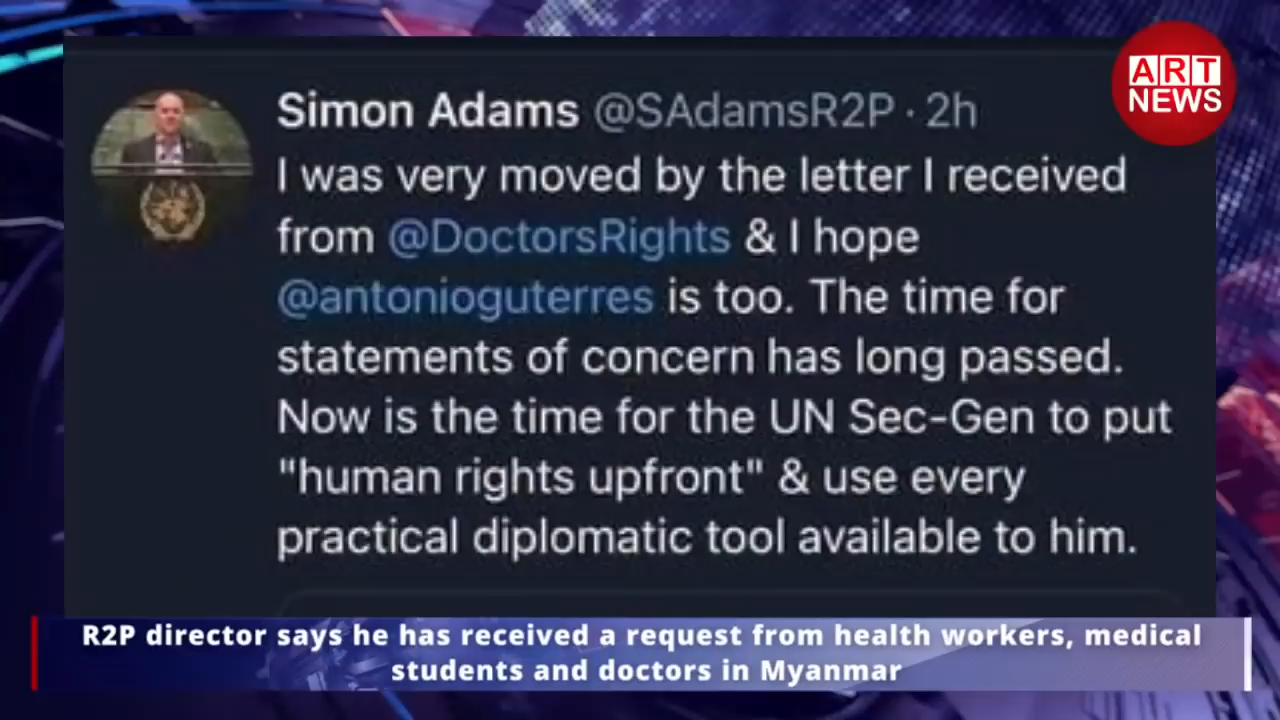 ART
NEWS
Simon Adams @SAdamsR2P · 2h
I was very moved by the letter I received
from @DoctorsRights & I hope
@antonioguterres is too. The time for
statements of concern has long passed.
Now is the time for the UN Sec-Gen to put
"human rights upfront" & use every
practical diplomatic tool available to him.
R2P director says he has received a request from health workers, medical
students and doctors in Myanmar